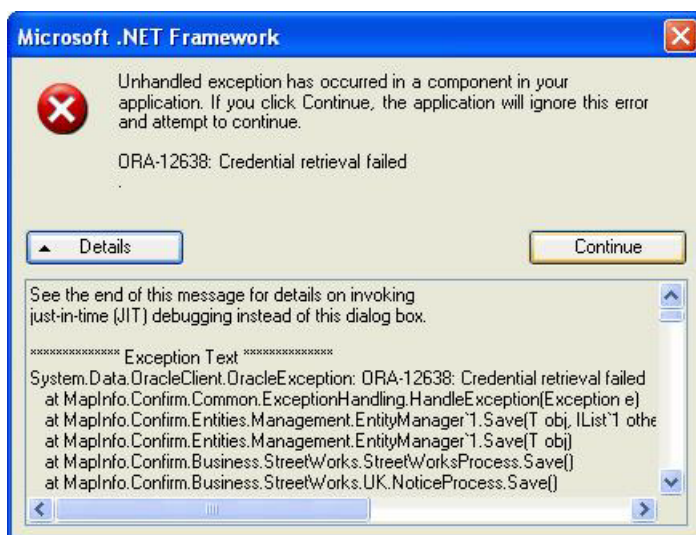 Microsoft .NET Framework
Unhandled exception has occurred in a component in your
application. If you click Continue, the application will ignore this error
and attempt to continue.
ORA-12638: Credential retrieval failed
.
Details
Continue
See the end of this message for details on invoking
just-in-time (JIT) debugging instead of this dialog box.
************** Exception Text **************
System.Data.OracleClient.OracleException: ORA-12638: Credential retrieval failed
at MapInfo.Confirm.Common.ExceptionHandling.HandleException(Exception e)
at MapInfo.Confirm.Entities.Management.EntityManager`1.Save(T obj, IList`1 othe
at MapInfo.Confirm.Entities.Management.EntityManager`1.Save(T obj)
at MapInfo.Confirm.Business.StreetWorks.StreetWorksProcess.Save()
at MapInfo.Confirm.Business.StreetWorks.UK.NoticeProcess.Save()